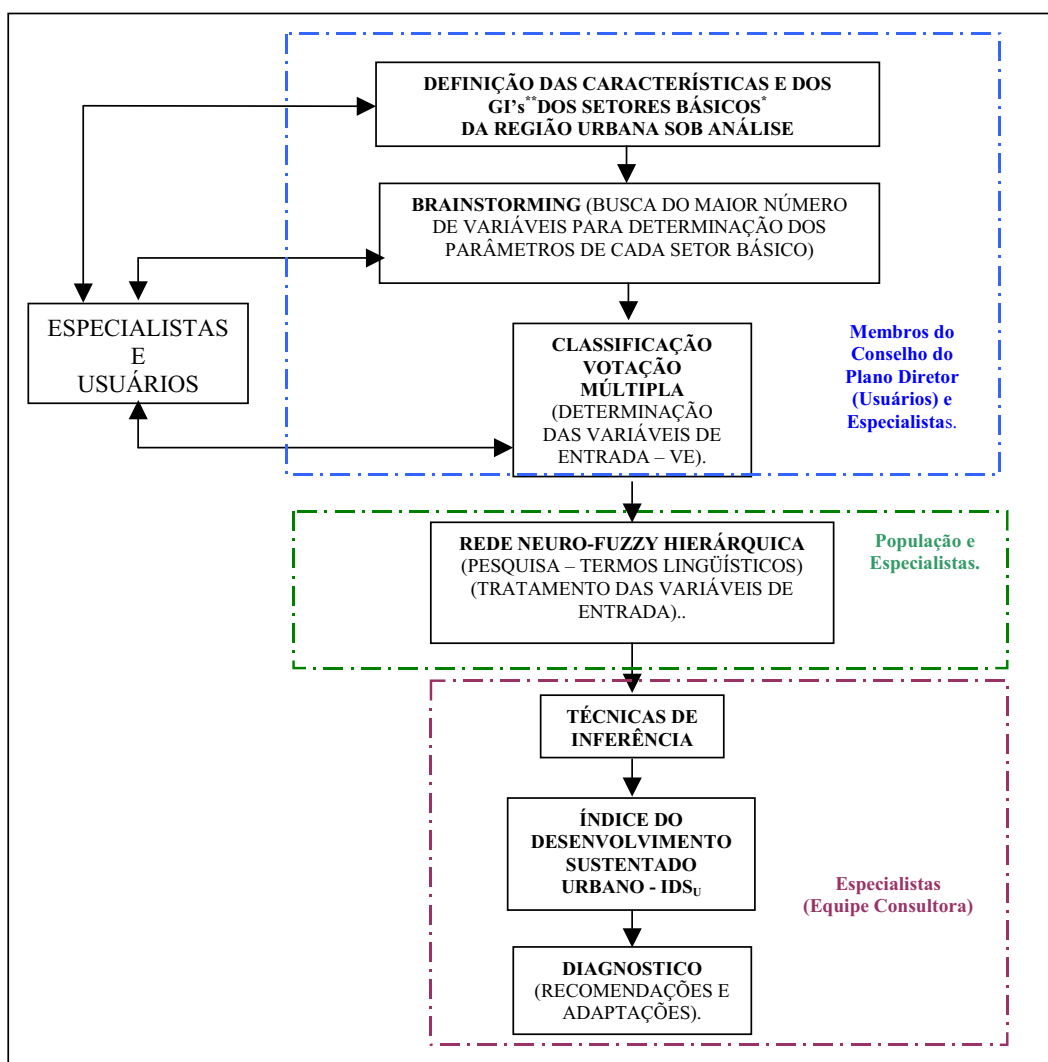 DEFINIÇÃO DAS CARACTERÍSTICAS E DOS
GI's** DOS SETORES BÁSICOS*
DA REGIÃO URBANA SOB ANÁLISE
BRAINSTORMING (BUSCA DO MAIOR NÚMERO
DE VARIÁVEIS PARA DETERMINAÇÃO DOS
PARÂMETROS DE CADA SETOR BÁSICO)
ESPECIALISTAS
E
USUÁRIOS
CLASSIFICAÇÃO
VOTAÇÃO
MÚLTIPLA
(DETERMINAÇÃO
DAS VARIÁVEIS DE
ENTRADA – VE).
Membros do
Conselho do
Plano Diretor
(Usuários) e
Especialistas.
REDE NEURO-FUZZY HIERÁRQUICA
(PESQUISA – TERMOS LINGÜÍSTICOS)
(TRATAMENTO DAS VARIÁVEIS DE
ENTRADA)..
População e
Especialistas.
TÉCNICAS DE
INFERÊNCIA
ÍNDICE DO
DESENVOLVIMENTO
SUSTENTADO
URBANO - IDSU
Especialistas
(Equipe Consultora)
DIAGNOSTICO
(RECOMENDAÇÕES E
ADAPTAÇÕES).